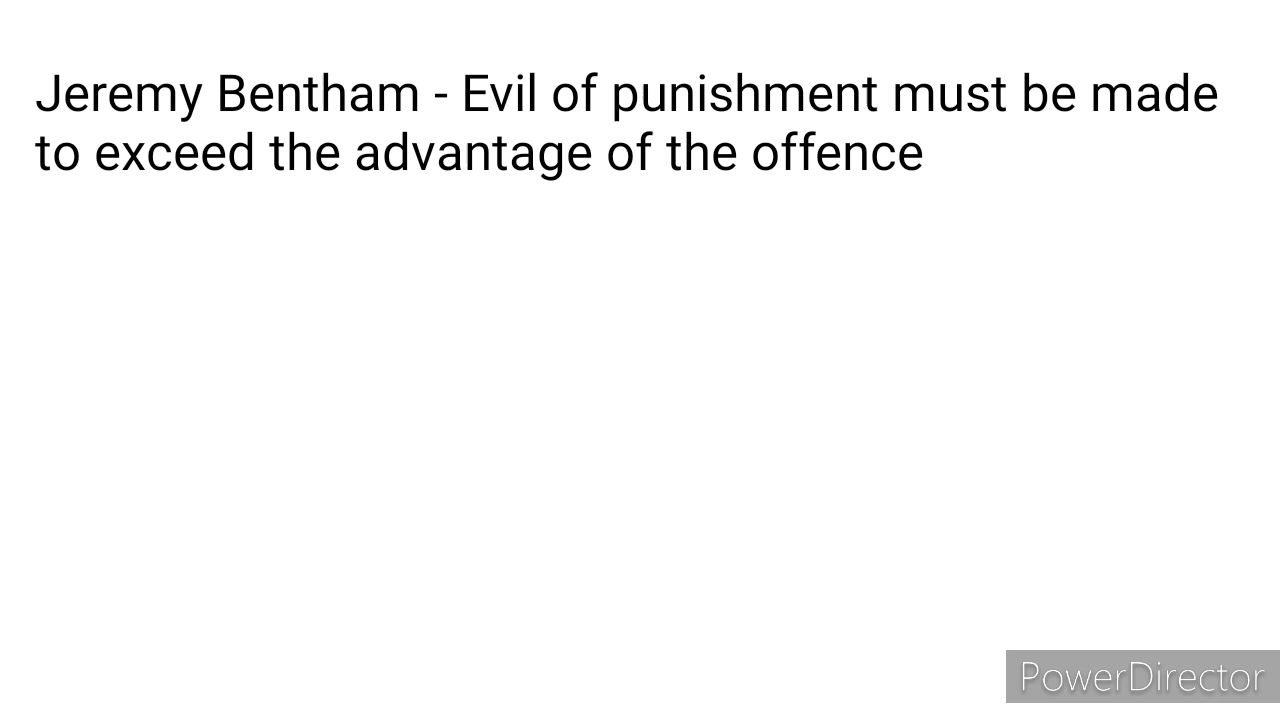 Jeremy Bentham - Evil of punishment must be made
to exceed the advantage of the offence
PowerDirector